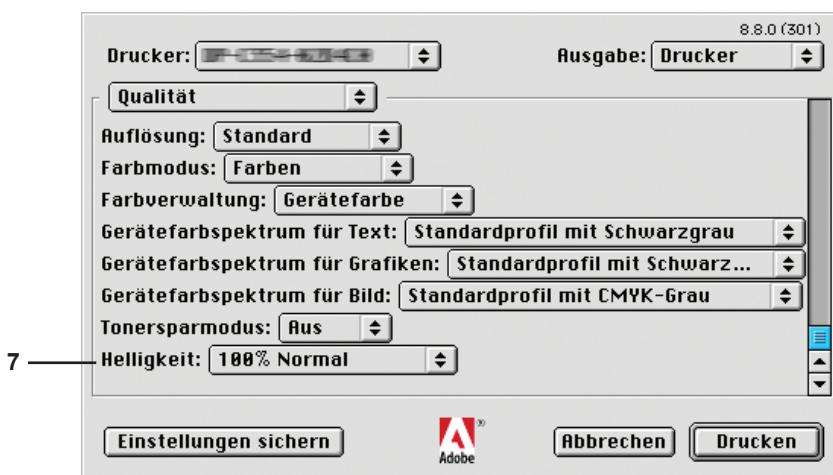 8.8.0 (301)
Drucker: Ausgabe: Drucker
Qualität
Auflösung: Standard
Farbmodus: Farben
Farbverwaltung: Gerätefarbe
Gerätefarbspektrum für Text: Standardprofil mit Schwarzgrau
Gerätefarbspektrum für Grafiken: Standardprofil mit Schwarz...
Gerätefarbspektrum für Bild: Standardprofil mit CMYK-Grau
Tonersparmodus: Aus
7 Helligkeit: 100% Normal
Einstellungen sichern Adobe ® Abbrechen Drucken